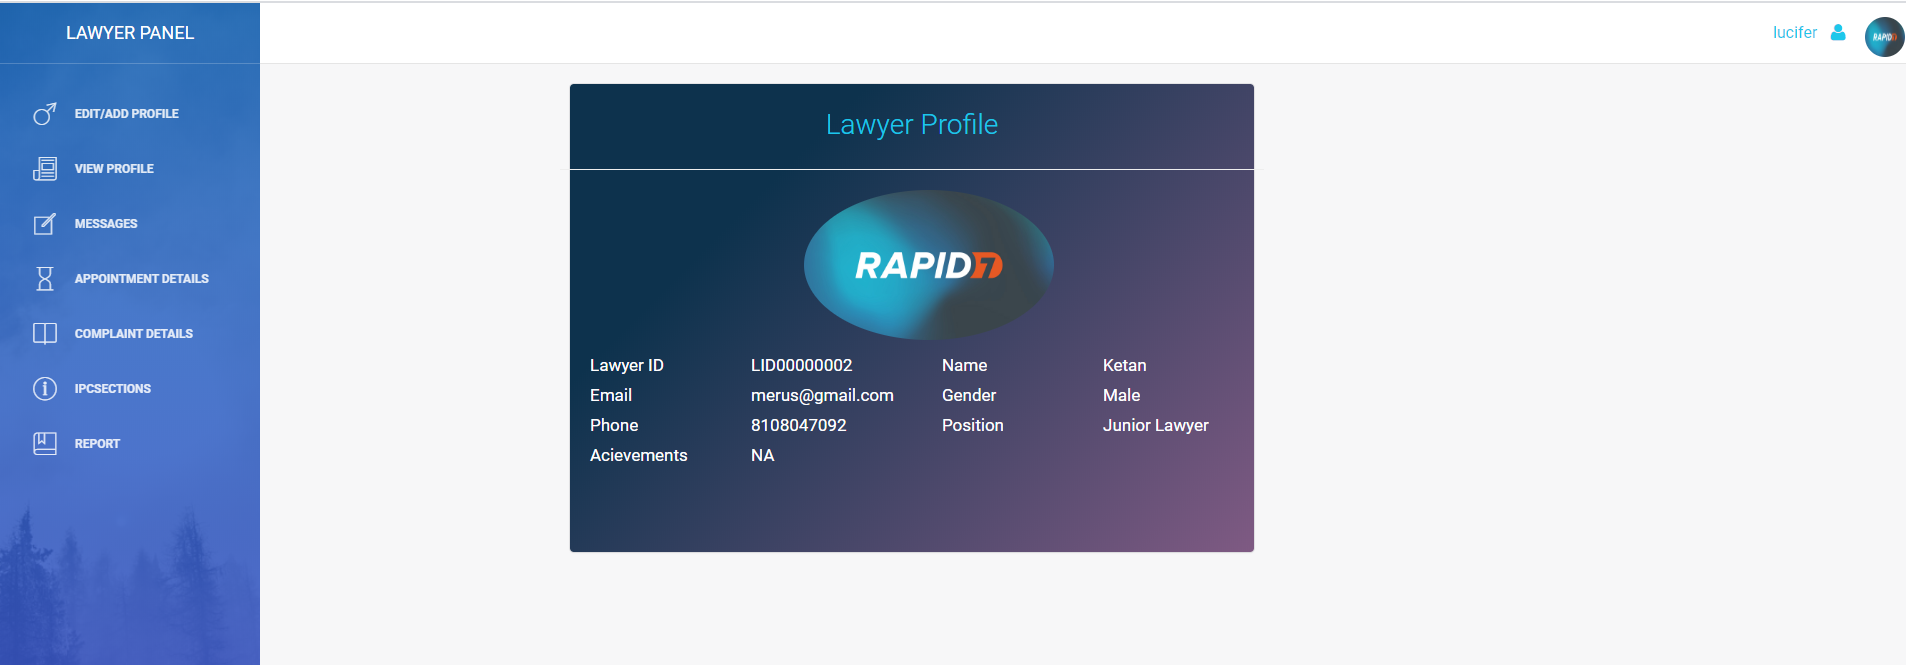 LAWYER PANEL
lucifer
RAPID7
EDIT/ADD PROFILE
VIEW PROFILE
MESSAGES
APPOINTMENT DETAILS
COMPLAINT DETAILS
IPCSECTIONS
REPORT
Lawyer Profile
RAPID7
Lawyer ID LID00000002 Name Ketan
Email merus@gmail.com Gender Male
Phone 8108047092 Position Junior Lawyer
Acievements NA